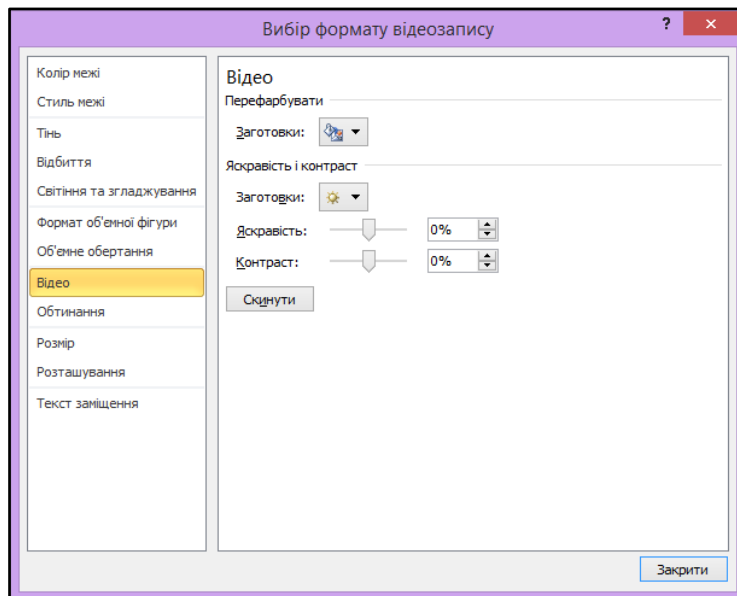 Вибір формату відеозапису
?
Колір межі
Стиль межі
Тінь
Відбиття
Світіння та згладжування
Формат об'ємної фігури
Об'ємне обертання
Відео
Обтинання
Розмір
Розташування
Текст заміщення
Відео
Перефарбувати
Заготовки:
Яскравість і контраст
Заготовки:
Яскравість: 0%
Контраст: 0%
Скинути
Закрити